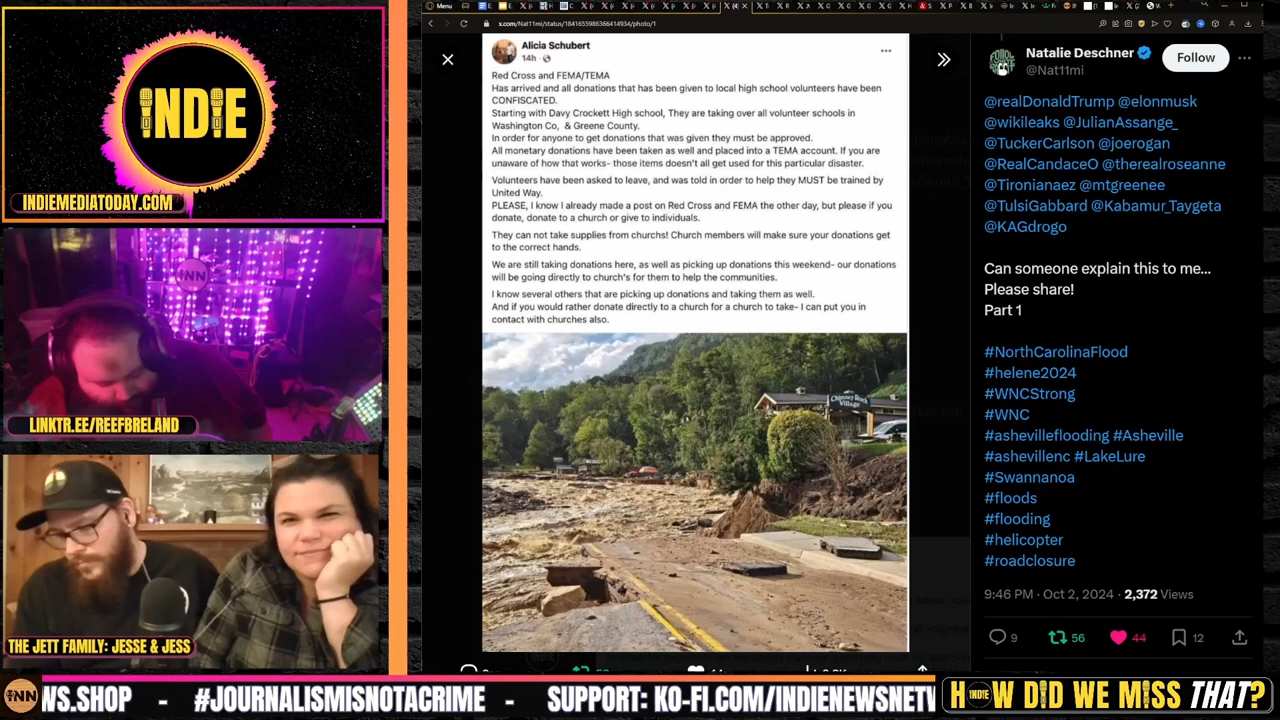 INDIE
INDIEMEDIATODAY.COM
INN
LINKTR.EE/REEFBRELAND
THE JETT FAMILY: JESSE & JESS
Menu
x.com/Nat11mi/status/1841655986366414934/photo/1
Alicia Schubert
14h
Red Cross and FEMA/TEMA
Has arrived and all donations that has been given to local high school volunteers have been
CONFISCATED.
Starting with Davy Crockett High school, They are taking over all volunteer schools in
Washington Co, & Greene County.
In order for anyone to get donations that was given they must be approved.
All monetary donations have been taken as well and placed into a TEMA account. If you are
unaware of how that works- those items doesn't all get used for this particular disaster.
Volunteers have been asked to leave, and was told in order to help they MUST be trained by
United Way.
PLEASE, I know I already made a post on Red Cross and FEMA the other day, but please if you
donate, donate to a church or give to individuals.
They can not take supplies from churchs! Church members will make sure your donations get
to the correct hands.
We are still taking donations here, as well as picking up donations this weekend- our donations
will be going directly to church's for them to help the communities.
I know several others that are picking up donations and taking them as well.
And if you would rather donate directly to a church for a church to take- I can put you in
contact with churches also.
Chimney Rock
Village
Natalie Deschner
@Nat11mi
Follow
@realDonaldTrump @elonmusk
@wikileaks @JulianAssange_
@TuckerCarlson @joerogan
@RealCandaceO @therealroseanne
@Tironianaez @mtgreenee
@TulsiGabbard @Kabamur_Taygeta
@KAGdrogo
Can someone explain this to me...
Please share!
Part 1
#NorthCarolinaFlood
#helene2024
#WNCStrong
#WNC
#ashevilleflooding #Asheville
#ashevillenc #LakeLure
#Swannanoa
#floods
#flooding
#helicopter
#roadclosure
9:46 PM · Oct 2, 2024 · 2,372 Views
9 56 44 12
INN WS.SHOP - #JOURNALISMISNOTACRIME - SUPPORT: KO-FI.COM/INDIENEWSNETW
HOW DID WE MISS THAT?